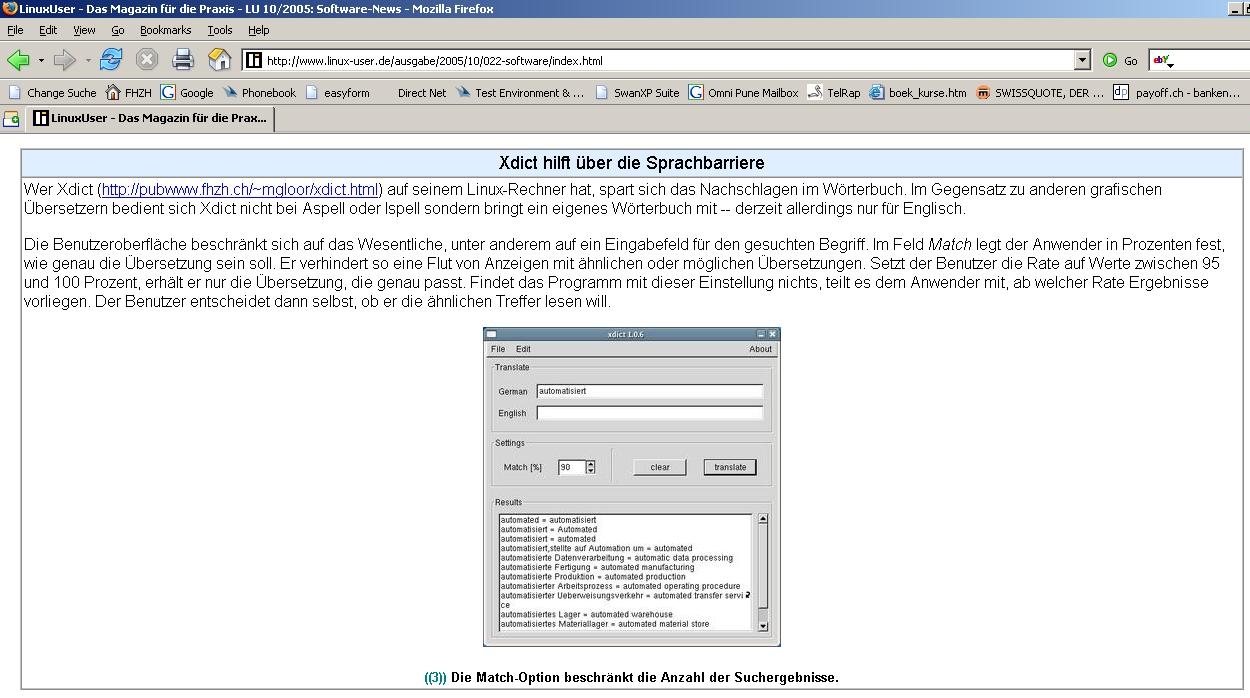 LinuxUser - Das Magazin für die Praxis - LU 10/2005: Software-News - Mozilla Firefox
File Edit View Go Bookmarks Tools Help
http://www.linux-user.de/ausgabe/2005/10/022-software/index.html Go ebY
Change Suche FHZH Google Phonebook easyform Direct Net Test Environment & ... SwanXP Suite Omni Pune Mailbox TelRap boek_kurse.htm SWISSQUOTE, DER ... dp payoff.ch - banken...
LinuxUser - Das Magazin für die Prax...
Xdict hilft über die Sprachbarriere
Wer Xdict (http://pubwww.fhzh.ch/~mgloor/xdict.html) auf seinem Linux-Rechner hat, spart sich das Nachschlagen im Wörterbuch. Im Gegensatz zu anderen grafischen
Übersetzern bedient sich Xdict nicht bei Aspell oder Ispell sondern bringt ein eigenes Wörterbuch mit -- derzeit allerdings nur für Englisch.
Die Benutzeroberfläche beschränkt sich auf das Wesentliche, unter anderem auf ein Eingabefeld für den gesuchten Begriff. Im Feld Match legt der Anwender in Prozenten fest,
wie genau die Übersetzung sein soll. Er verhindert so eine Flut von Anzeigen mit ähnlichen oder möglichen Übersetzungen. Setzt der Benutzer die Rate auf Werte zwischen 95
und 100 Prozent, erhält er nur die Übersetzung, die genau passt. Findet das Programm mit dieser Einstellung nichts, teilt es dem Anwender mit, ab welcher Rate Ergebnisse
vorliegen. Der Benutzer entscheidet dann selbst, ob er die ähnlichen Treffer lesen will.
xdict 1.0.6
File Edit About
Translate
German automatisiert
English
Settings
Match [%] 90 clear translate
Results
automated = automatisiert
automatisiert = Automated
automatisiert = automated
automatisiert,stellte auf Automation um = automated
automatisierte Datenverarbeitung = automatic data processing
automatisierte Fertigung = automated manufacturing
automatisierte Produktion = automated production
automatisierter Arbeitsprozess = automated operating procedure
automatisierter Ueberweisungsverkehr = automated transfer servi
ce
automatisiertes Lager = automated warehouse
automatisiertes Materiallager = automated material store
((3)) Die Match-Option beschränkt die Anzahl der Suchergebnisse.